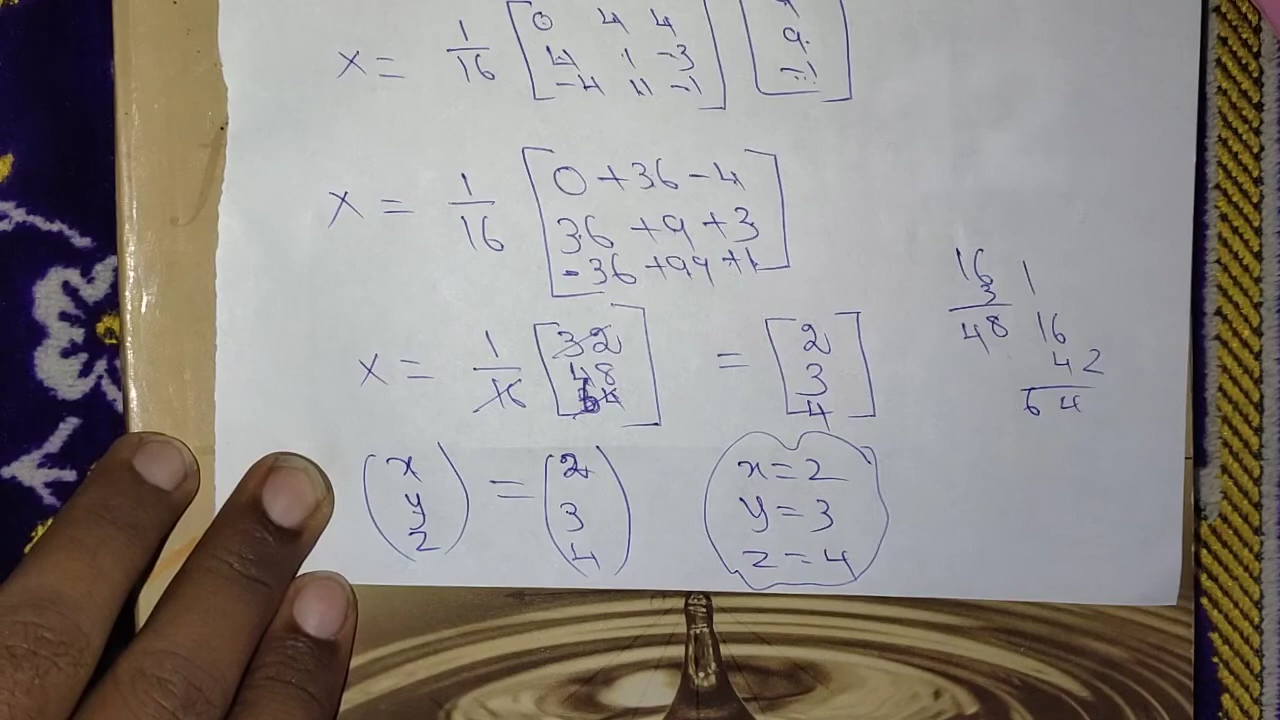 x = 1/16 [0 4 4
4 1 -3
-4 11 -1] [
9
-1]
x = 1/16 [0 + 36 - 4
36 + 9 + 3
-36 + 99 + 1]
x = 1/16 [32
48
64] = [2
3
4]
(x
y
z) = (2
3
4)
x = 2
y = 3
z = 4
16
3
48
1
16
4 2
64